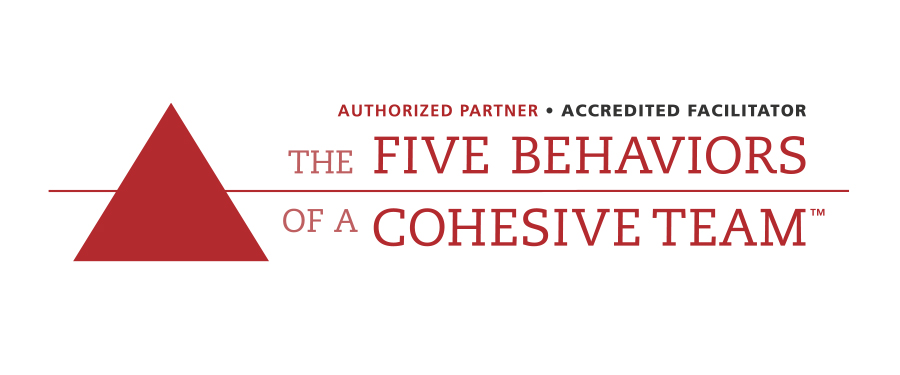 AUTHORIZED PARTNER • ACCREDITED FACILITATOR
THE FIVE BEHAVIORS
OF A COHESIVE TEAM™